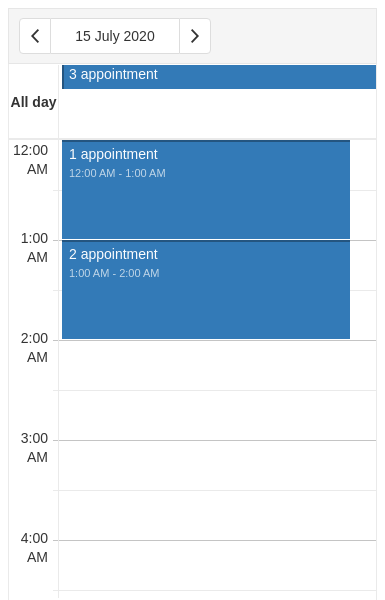 15 July 2020
3 appointment
All day
12:00
AM
1 appointment
12:00 AM - 1:00 AM
1:00
AM
2 appointment
1:00 AM - 2:00 AM
2:00
AM
3:00
AM
4:00
AM